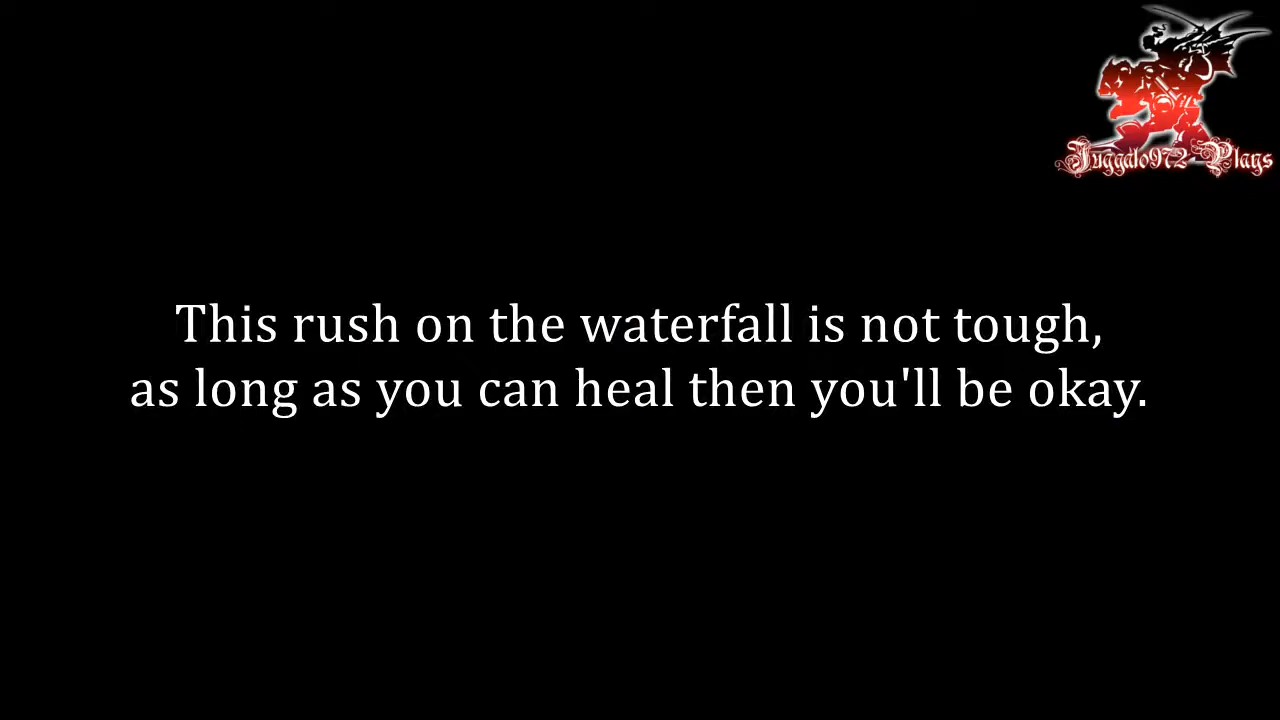 Juggalo972 Plays
This rush on the waterfall is not tough,
as long as you can heal then you'll be okay.